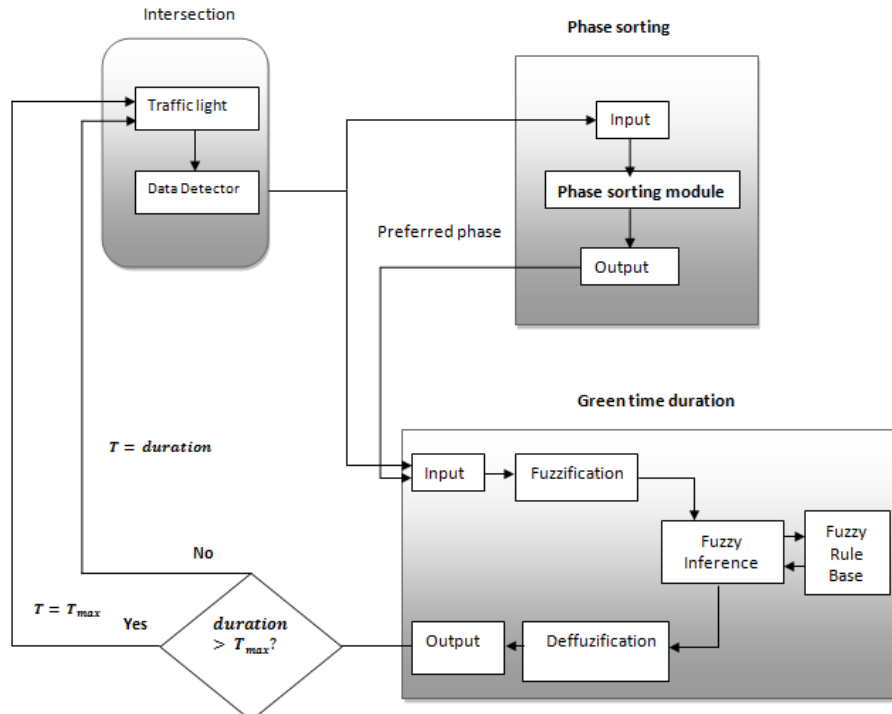 Intersection
Traffic light
Data Detector
Phase sorting
Input
Phase sorting module
Output
Preferred phase
Green time duration
Input
Fuzzification
Fuzzy
Inference
Fuzzy
Rule
Base
Deffuzification
Output
T = duration
No
T = T_max
Yes
duration
> T_max?